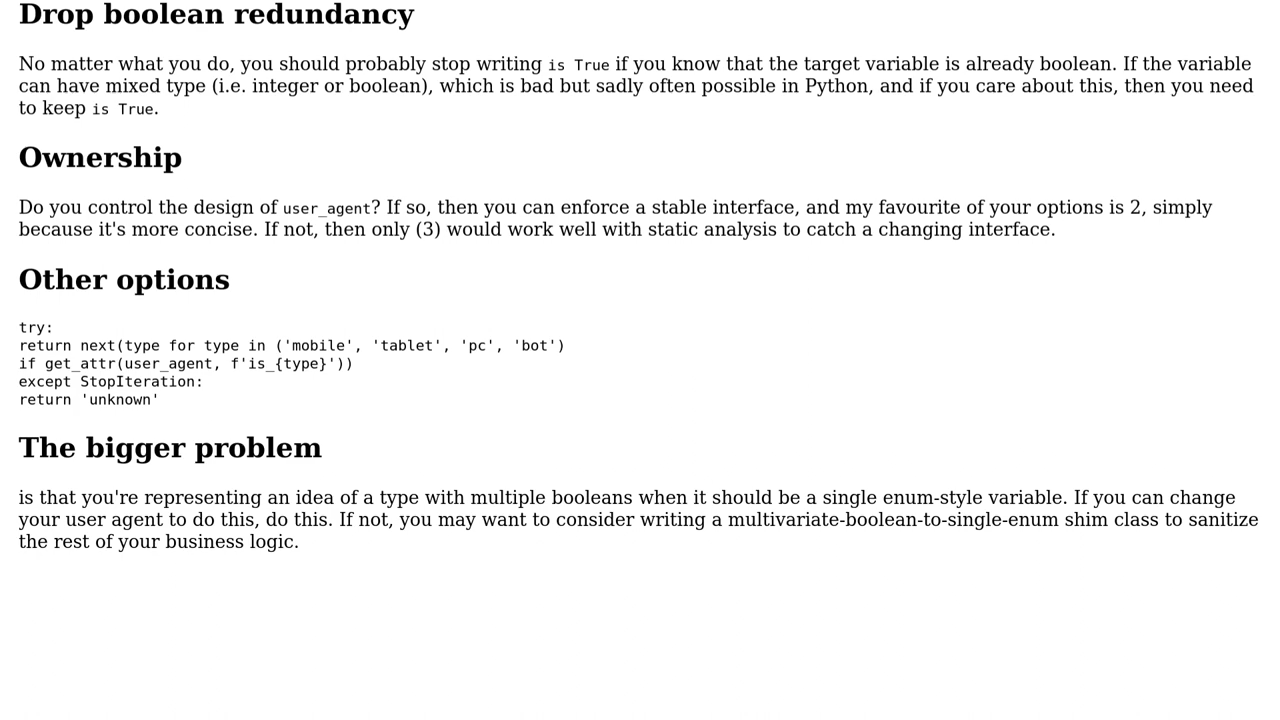 Drop boolean redundancy
No matter what you do, you should probably stop writing is True if you know that the target variable is already boolean. If the variable
can have mixed type (i.e. integer or boolean), which is bad but sadly often possible in Python, and if you care about this, then you need
to keep is True.
Ownership
Do you control the design of user_agent? If so, then you can enforce a stable interface, and my favourite of your options is 2, simply
because it's more concise. If not, then only (3) would work well with static analysis to catch a changing interface.
Other options
try:
return next(type for type in ('mobile', 'tablet', 'pc', 'bot')
if get_attr(user_agent, f'is_{type}'))
except StopIteration:
return 'unknown'
The bigger problem
is that you're representing an idea of a type with multiple booleans when it should be a single enum-style variable. If you can change
your user agent to do this, do this. If not, you may want to consider writing a multivariate-boolean-to-single-enum shim class to sanitize
the rest of your business logic.